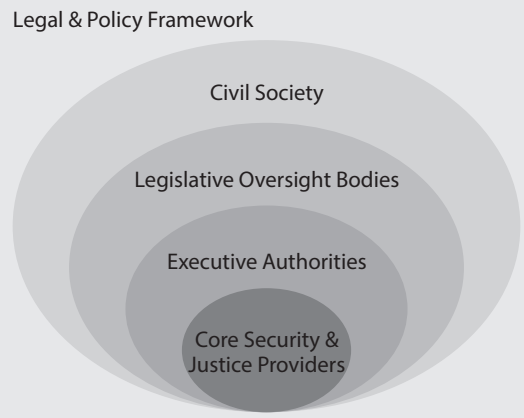 Legal & Policy Framework
Civil Society
Legislative Oversight Bodies
Executive Authorities
Core Security &
Justice Providers